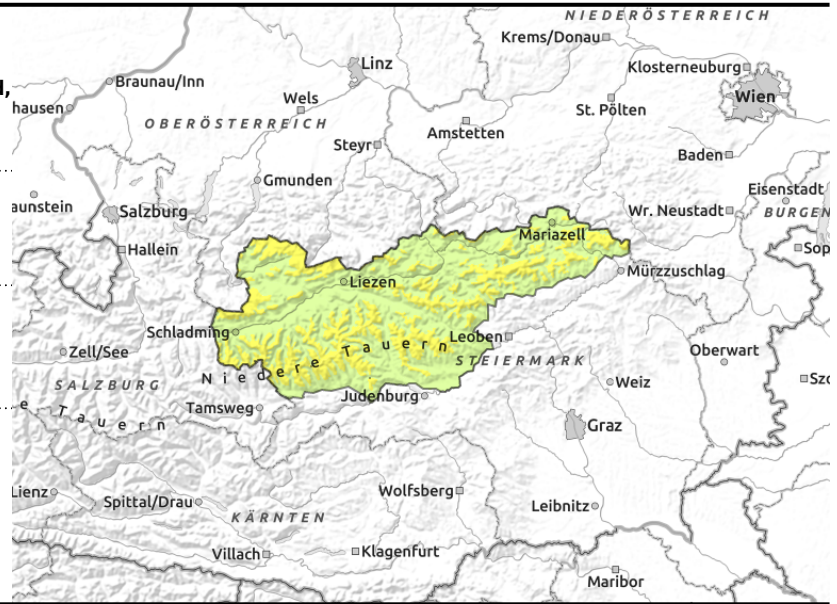 NIEDERÖSTERREICH
Krems/Donau
Linz
Klosterneuburg
Braunau/Inn
Wels
Wien
St. Pölten
OBERÖSTERREICH
Amstetten
Steyr
Baden
Gmunden
Eisenstadt
Salzburg
Wr. Neustadt
BURGEN
Mariazell
Hallein
Sop
Mürzzuschlag
Liezen
Schladming
Leoben
Niedere Tauern
Zell/See
STEIERMARK
Oberwart
SALZBURG
Weiz
Szo
Judenburg
Tamsweg
e Tauern
Graz
Lienz
Wolfsberg
Spittal/Drau
Leibnitz
KÄRNTEN
Villach
Klagenfurt
Maribor
hausen
aunstein